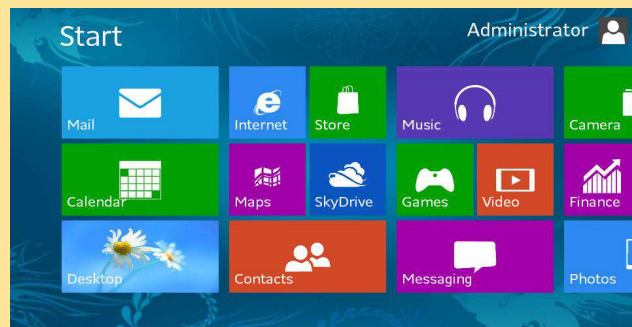 Start
Administrator
Mail
Internet
Store
Music
Camera
Calendar
Maps
SkyDrive
Games
Video
Finance
Desktop
Contacts
Messaging
Photos